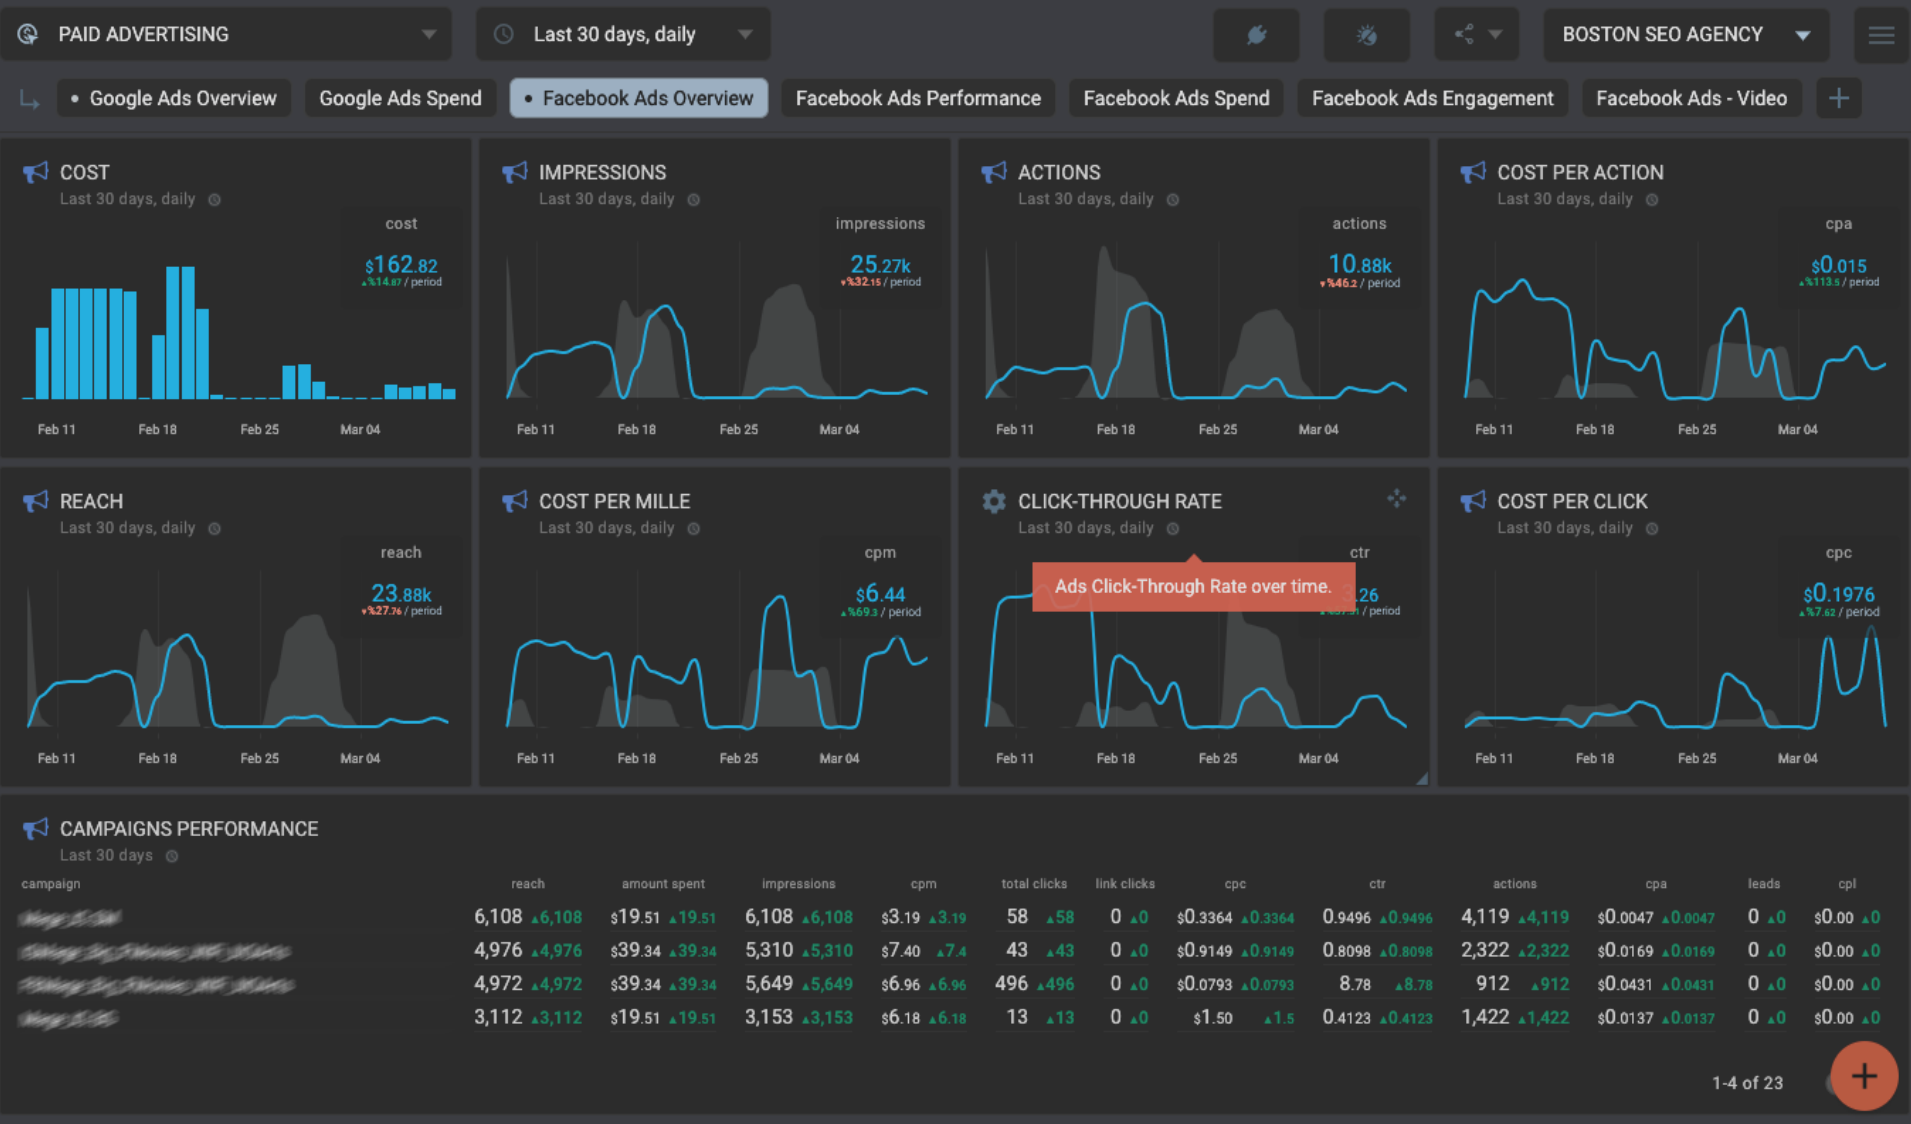 PAID ADVERTISING
Last 30 days, daily
BOSTON SEO AGENCY
• Google Ads Overview
Google Ads Spend
• Facebook Ads Overview
Facebook Ads Performance
Facebook Ads Spend
Facebook Ads Engagement
Facebook Ads - Video
COST
Last 30 days, daily
cost
$162.82
▲%14.87 / period
Feb 11 Feb 18 Feb 25 Mar 04
IMPRESSIONS
Last 30 days, daily
impressions
25.27k
▼%32.15 / period
Feb 11 Feb 18 Feb 25 Mar 04
ACTIONS
Last 30 days, daily
actions
10.88k
▼%46.2 / period
Feb 11 Feb 18 Feb 25 Mar 04
COST PER ACTION
Last 30 days, daily
cpa
$0.015
▲%113.5 / period
Feb 11 Feb 18 Feb 25 Mar 04
REACH
Last 30 days, daily
reach
23.88k
▼%27.76 / period
Feb 11 Feb 18 Feb 25 Mar 04
COST PER MILLE
Last 30 days, daily
cpm
$6.44
▲%69.3 / period
Feb 11 Feb 18 Feb 25 Mar 04
CLICK-THROUGH RATE
Last 30 days, daily
ctr
Ads Click-Through Rate over time.
.26
/ period
Feb 11 Feb 18 Feb 25 Mar 04
COST PER CLICK
Last 30 days, daily
cpc
$0.1976
▲%7.62 / period
Feb 11 Feb 18 Feb 25 Mar 04
CAMPAIGNS PERFORMANCE
Last 30 days
campaign reach amount spent impressions cpm total clicks link clicks cpc ctr actions cpa leads cpl
6,108 ▲6,108 $19.51 ▲19.51 6,108 ▲6,108 $3.19 ▲3.19 58 ▲58 0 ▲0 $0.3364 ▲0.3364 0.9496 ▲0.9496 4,119 ▲4,119 $0.0047 ▲0.0047 0 ▲0 $0.00 ▲0
4,976 ▲4,976 $39.34 ▲39.34 5,310 ▲5,310 $7.40 ▲7.4 43 ▲43 0 ▲0 $0.9149 ▲0.9149 0.8098 ▲0.8098 2,322 ▲2,322 $0.0169 ▲0.0169 0 ▲0 $0.00 ▲0
4,972 ▲4,972 $39.34 ▲39.34 5,649 ▲5,649 $6.96 ▲6.96 496 ▲496 0 ▲0 $0.0793 ▲0.0793 8.78 ▲8.78 912 ▲912 $0.0431 ▲0.0431 0 ▲0 $0.00 ▲0
3,112 ▲3,112 $19.51 ▲19.51 3,153 ▲3,153 $6.18 ▲6.18 13 ▲13 0 ▲0 $1.50 ▲1.5 0.4123 ▲0.4123 1,422 ▲1,422 $0.0137 ▲0.0137 0 ▲0 $0.00 ▲0
1-4 of 23